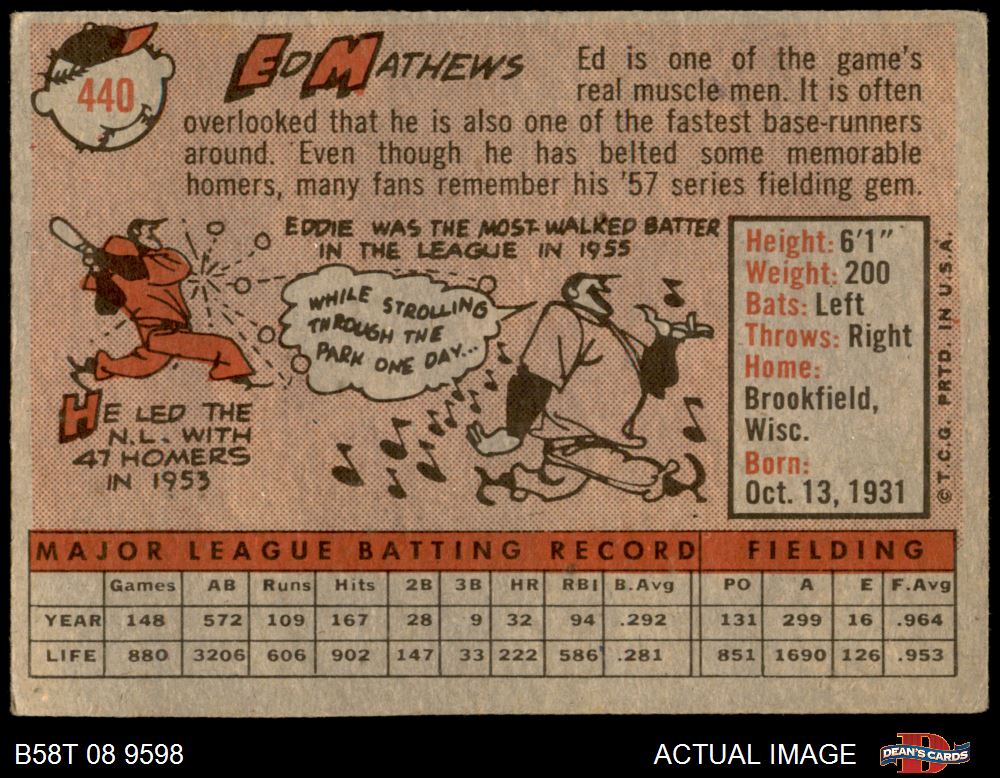 440
ED MATHEWS
Ed is one of the game's
real muscle men. It is often
overlooked that he is also one of the fastest base-runners
around. Even though he has belted some memorable
homers, many fans remember his '57 series fielding gem.
EDDIE WAS THE MOST WALKED BATTER
IN THE LEAGUE IN 1955
WHILE STROLLING
THROUGH THE
PARK ONE DAY...
HE LED THE
N.L. WITH
47 HOMERS
IN 1953
Height: 6'1"
Weight: 200
Bats: Left
Throws: Right
Home:
Brookfield,
Wisc.
Born:
Oct. 13, 1931
© T.C.G. PRTD. IN U.S.A.
MAJOR LEAGUE BATTING RECORD FIELDING
Games AB Runs Hits 2B 3B HR RBI B.Avg PO A E F.Avg
YEAR 148 572 109 167 28 9 32 94 .292 131 299 16 .964
LIFE 880 3206 606 902 147 33 222 586 .281 851 1690 126 .953
B58T 08 9598 ACTUAL IMAGE DEAN'S CARDS